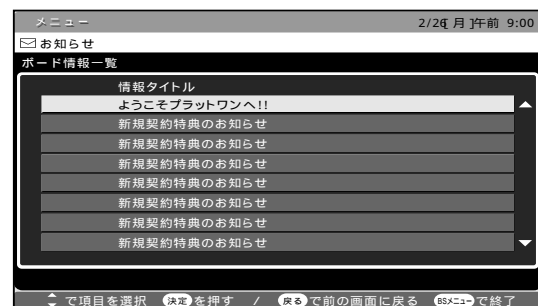 メニュー 2/26[月]午前 9:00
お知らせ
ボード情報一覧
情報タイトル
ようこそプラットワンへ!!
新規契約特典のお知らせ
新規契約特典のお知らせ
新規契約特典のお知らせ
新規契約特典のお知らせ
新規契約特典のお知らせ
新規契約特典のお知らせ
新規契約特典のお知らせ
で項目を選択 決定を押す / 戻るで前の画面に戻る BSメニューで終了